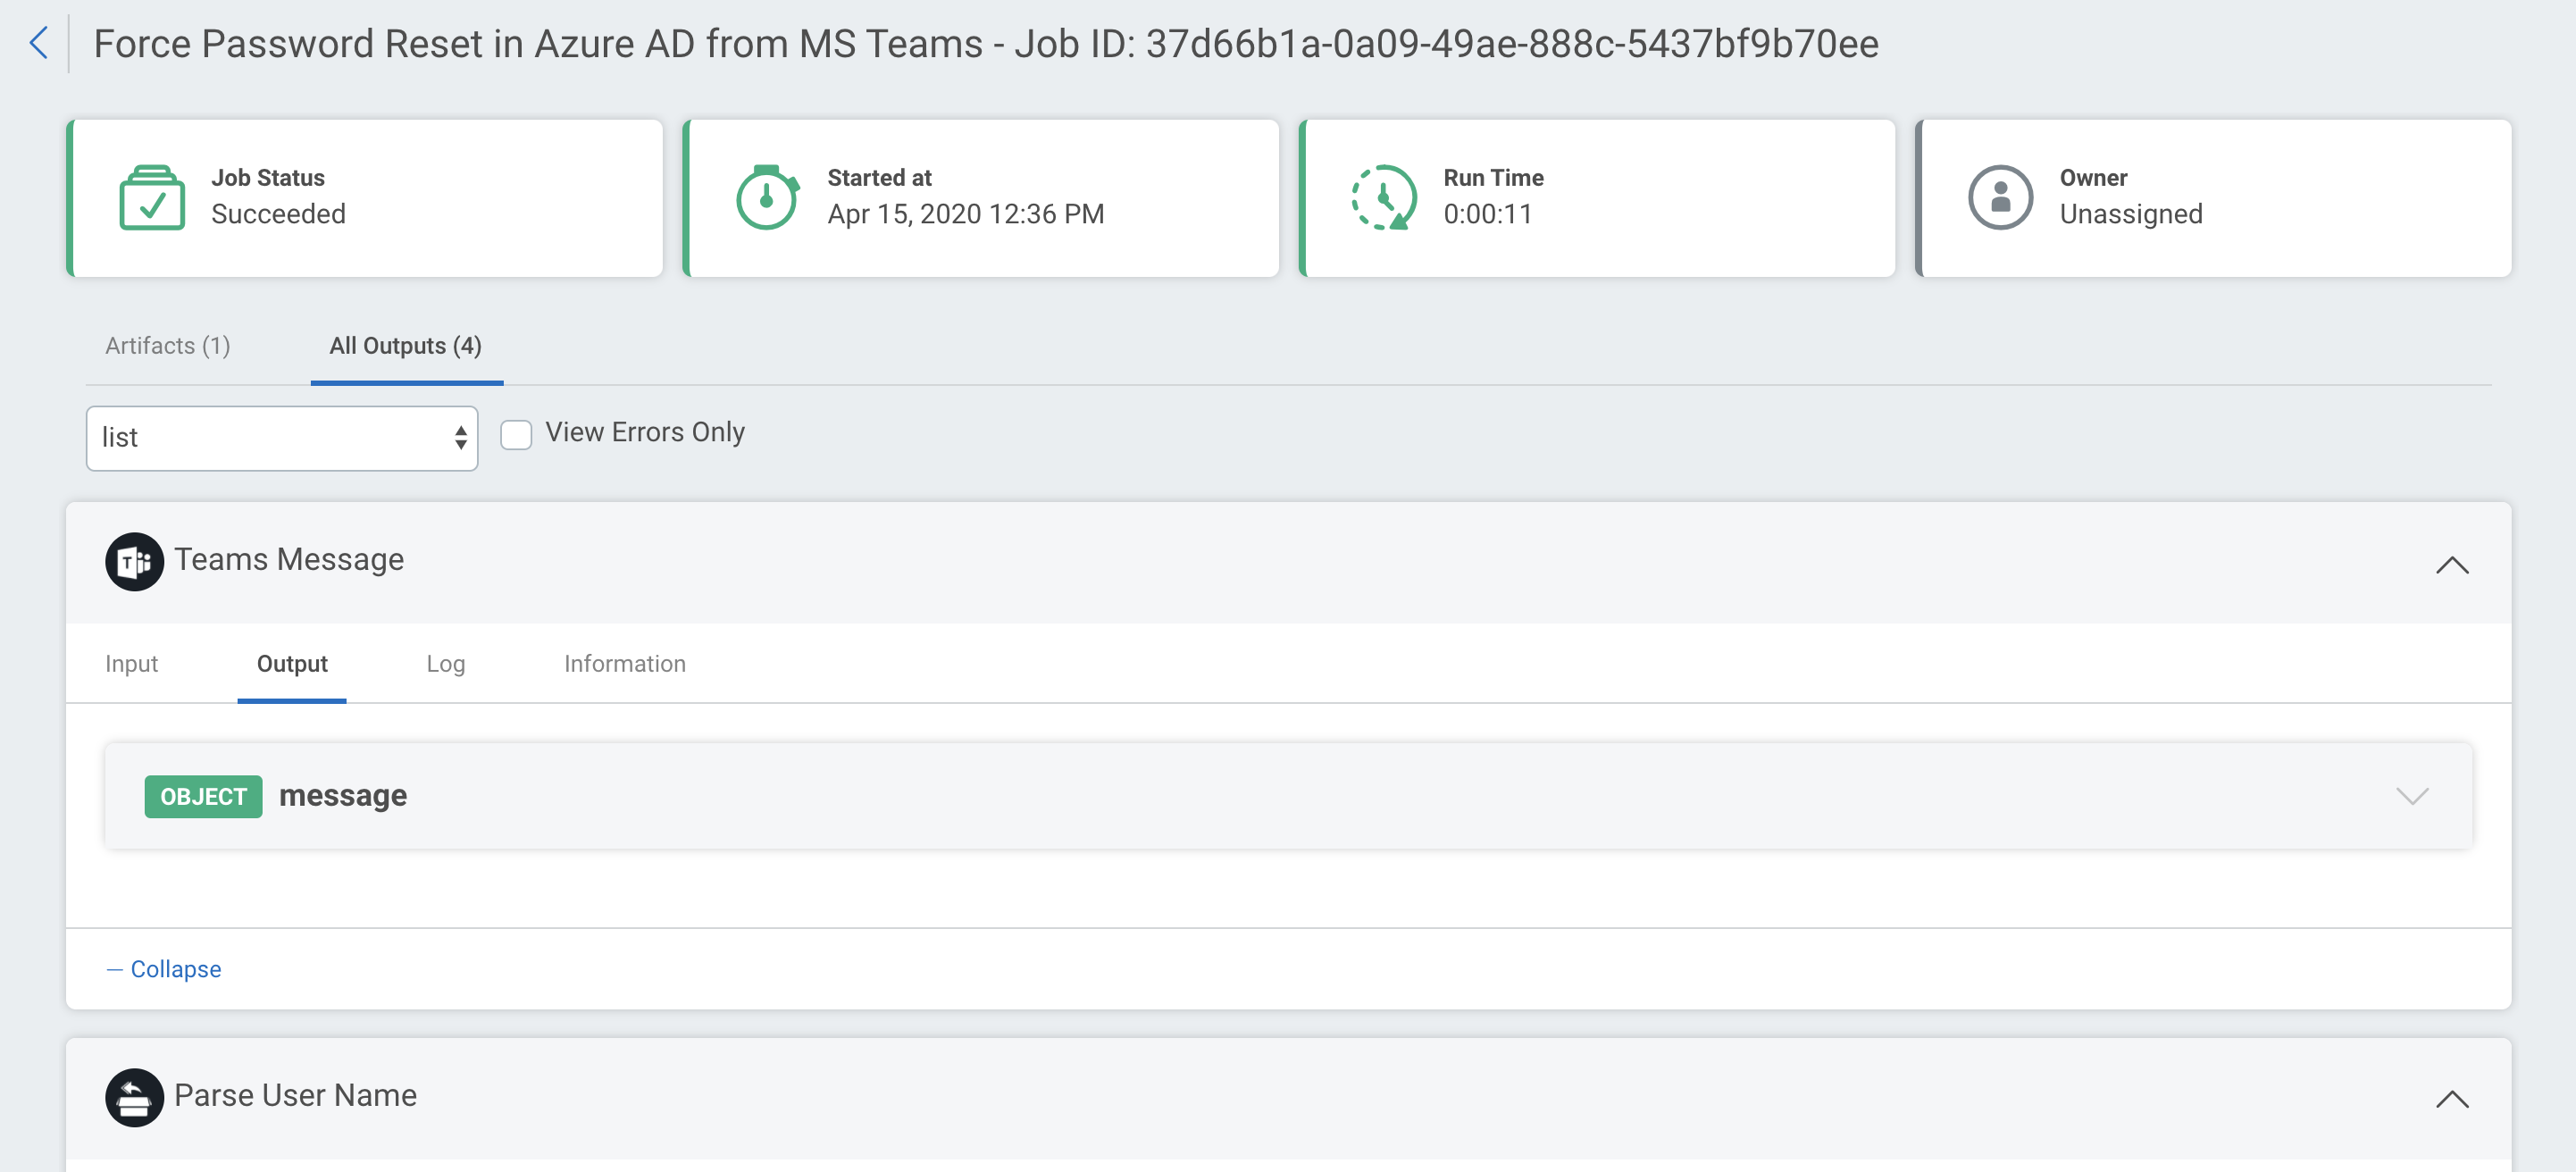 Force Password Reset in Azure AD from MS Teams - Job ID: 37d66b1a-0a09-49ae-888c-5437bf9b70ee
Job Status
Succeeded
Started at
Apr 15, 2020 12:36 PM
Run Time
0:00:11
Owner
Unassigned
Artifacts (1)
All Outputs (4)
list
View Errors Only
T
Teams Message
Input
Output
Log
Information
OBJECT
message
— Collapse
Parse User Name